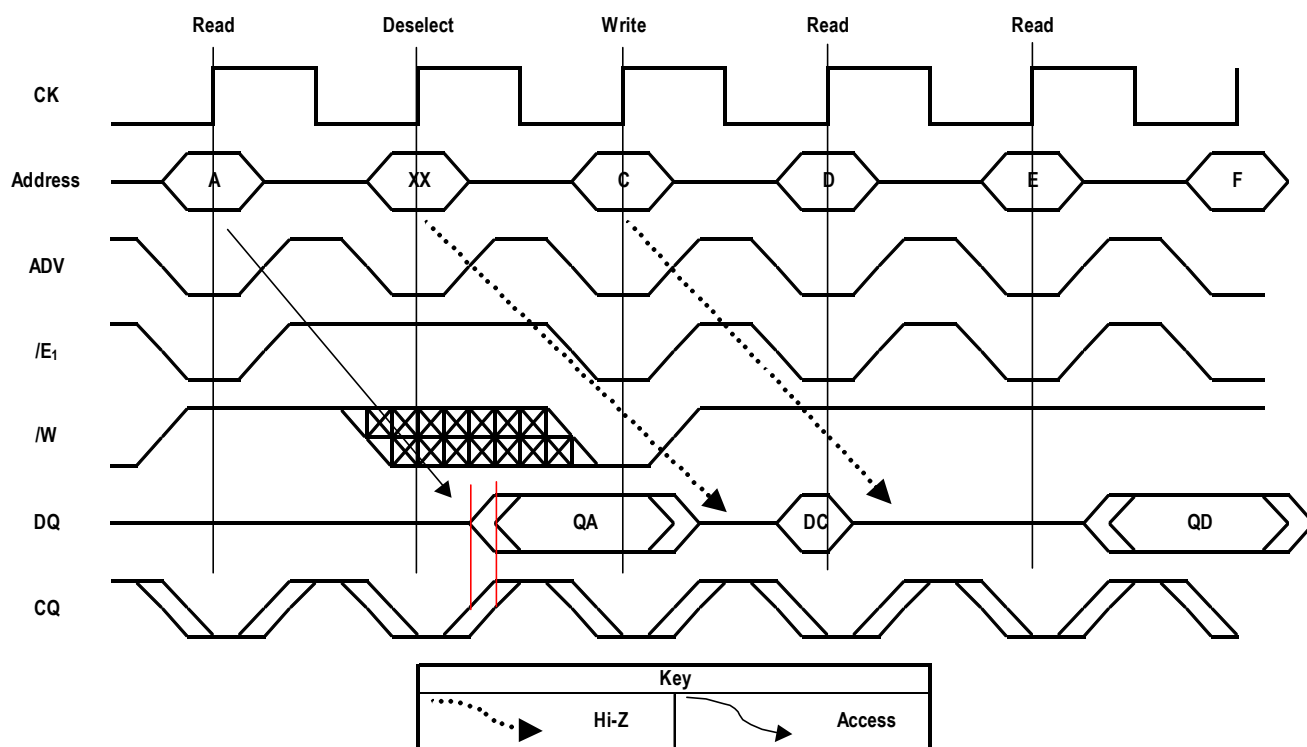 Read Deselect Write Read Read
CK
Address A XX C D E F
ADV
/E1
/W
DQ QA DC QD
CQ
Key
Hi-Z Access